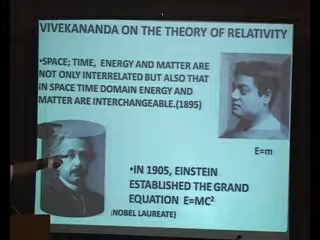 VIVEKANANDA ON THE THEORY OF RELATIVITY
•SPACE; TIME,  ENERGY AND MATTER ARE
NOT ONLY INTERRELATED BUT ALSO THAT
IN SPACE TIME DOMAIN ENERGY AND
MATTER ARE INTERCHANGEABLE.(1895)
E=m
•IN 1905, EINSTEIN
ESTABLISHED THE GRAND
EQUATION  E=MC²
(NOBEL LAUREATE)